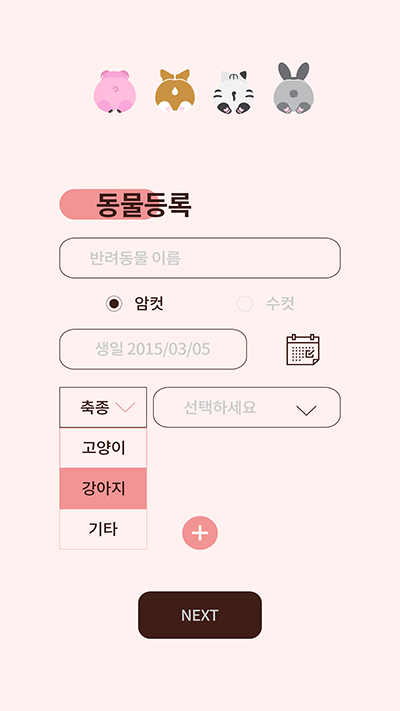 동물등록
반려동물 이름
암컷 수컷
생일 2015/03/05
축종 선택하세요
고양이
강아지
기타
NEXT